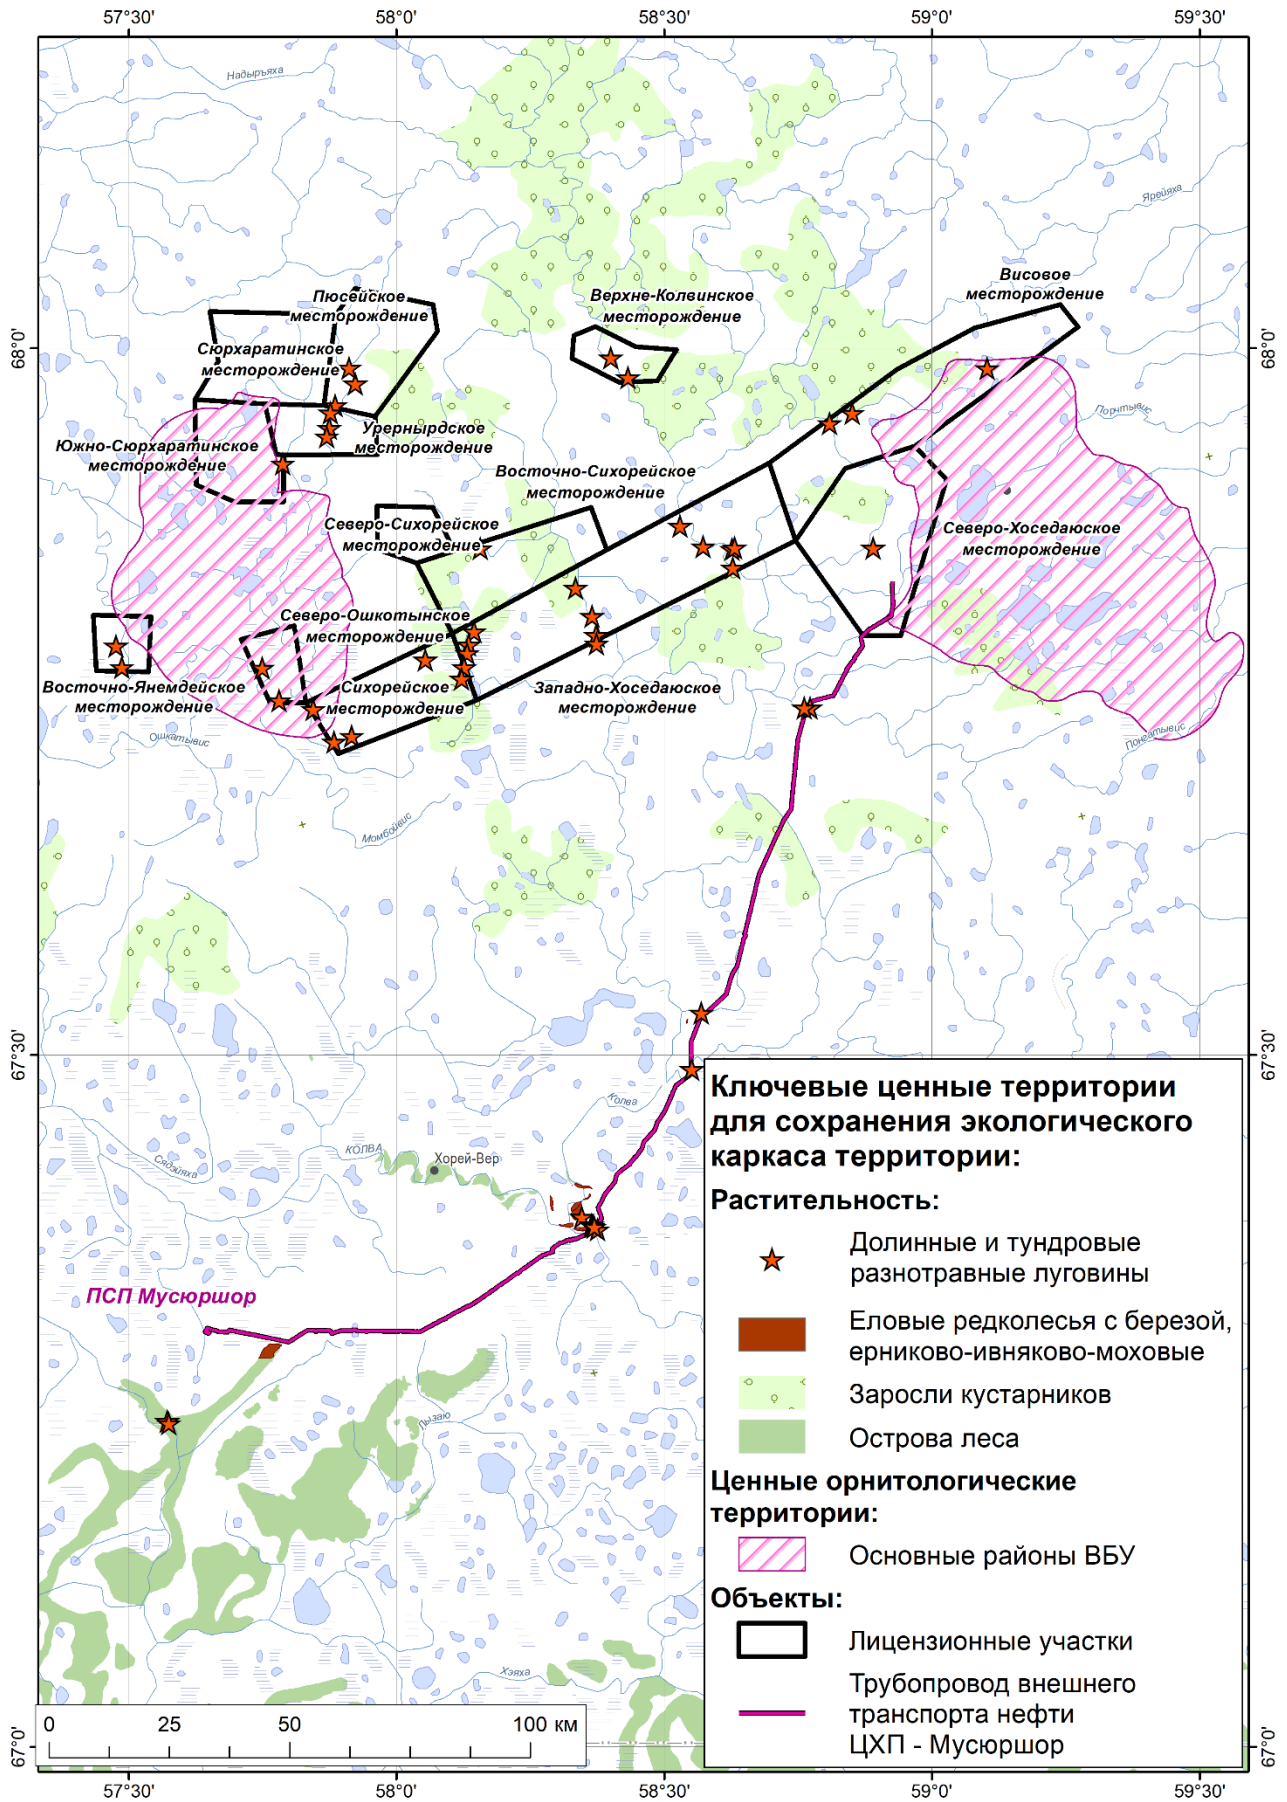 57°30'
58°0'
58°30'
59°0'
59°30'
Надыръяха
Ярейяха
68°0'
68°0'
Висовое
месторождение
Пюсейское
месторождение
Верхне-Колвинское
месторождение
Сюрхаратинское
месторождение
Порчтывис
Урернырдское
месторождение
Южно-Сюрхаратинское
месторождение
Восточно-Сихорейское
месторождение
Северо-Сихорейское
месторождение
Северо-Хоседаюское
месторождение
Северо-Ошкотынское
месторождение
Восточно-Янемдейское
месторождение
Сихорейское
месторождение
Западно-Хоседаюское
месторождение
Ошкатывис
Понгатывис
Момбойвис
67°30'
67°30'
Колва
КОЛВА
Хорей-Вер
Сядэйяха
ПСП Мусюршор
Хэяха
Ключевые ценные территории
для сохранения экологического
каркаса территории:
Растительность:
Долинные и тундровые
разнотравные луговины
Еловые редколесья с березой,
ерниково-ивняково-моховые
Заросли кустарников
Острова леса
Ценные орнитологические
территории:
Основные районы ВБУ
Объекты:
Лицензионные участки
Трубопровод внешнего
транспорта нефти
ЦХП - Мусюршор
0 25 50 100 км
67°0'
67°0'
57°30'
58°0'
58°30'
59°0'
59°30'